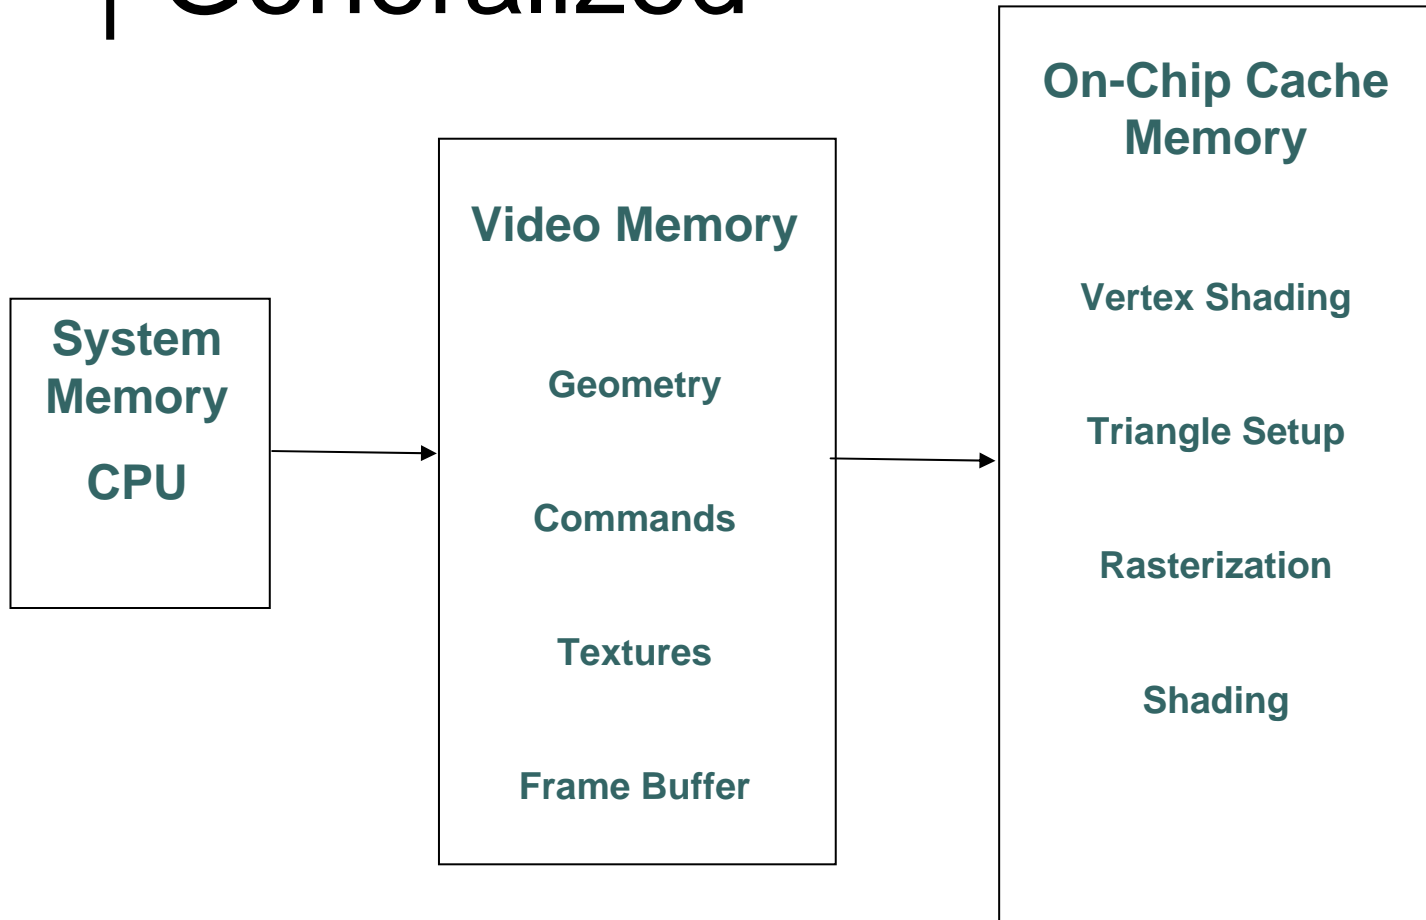 Generalized
System
Memory
CPU
Video Memory
Geometry
Commands
Textures
Frame Buffer
On-Chip Cache
Memory
Vertex Shading
Triangle Setup
Rasterization
Shading